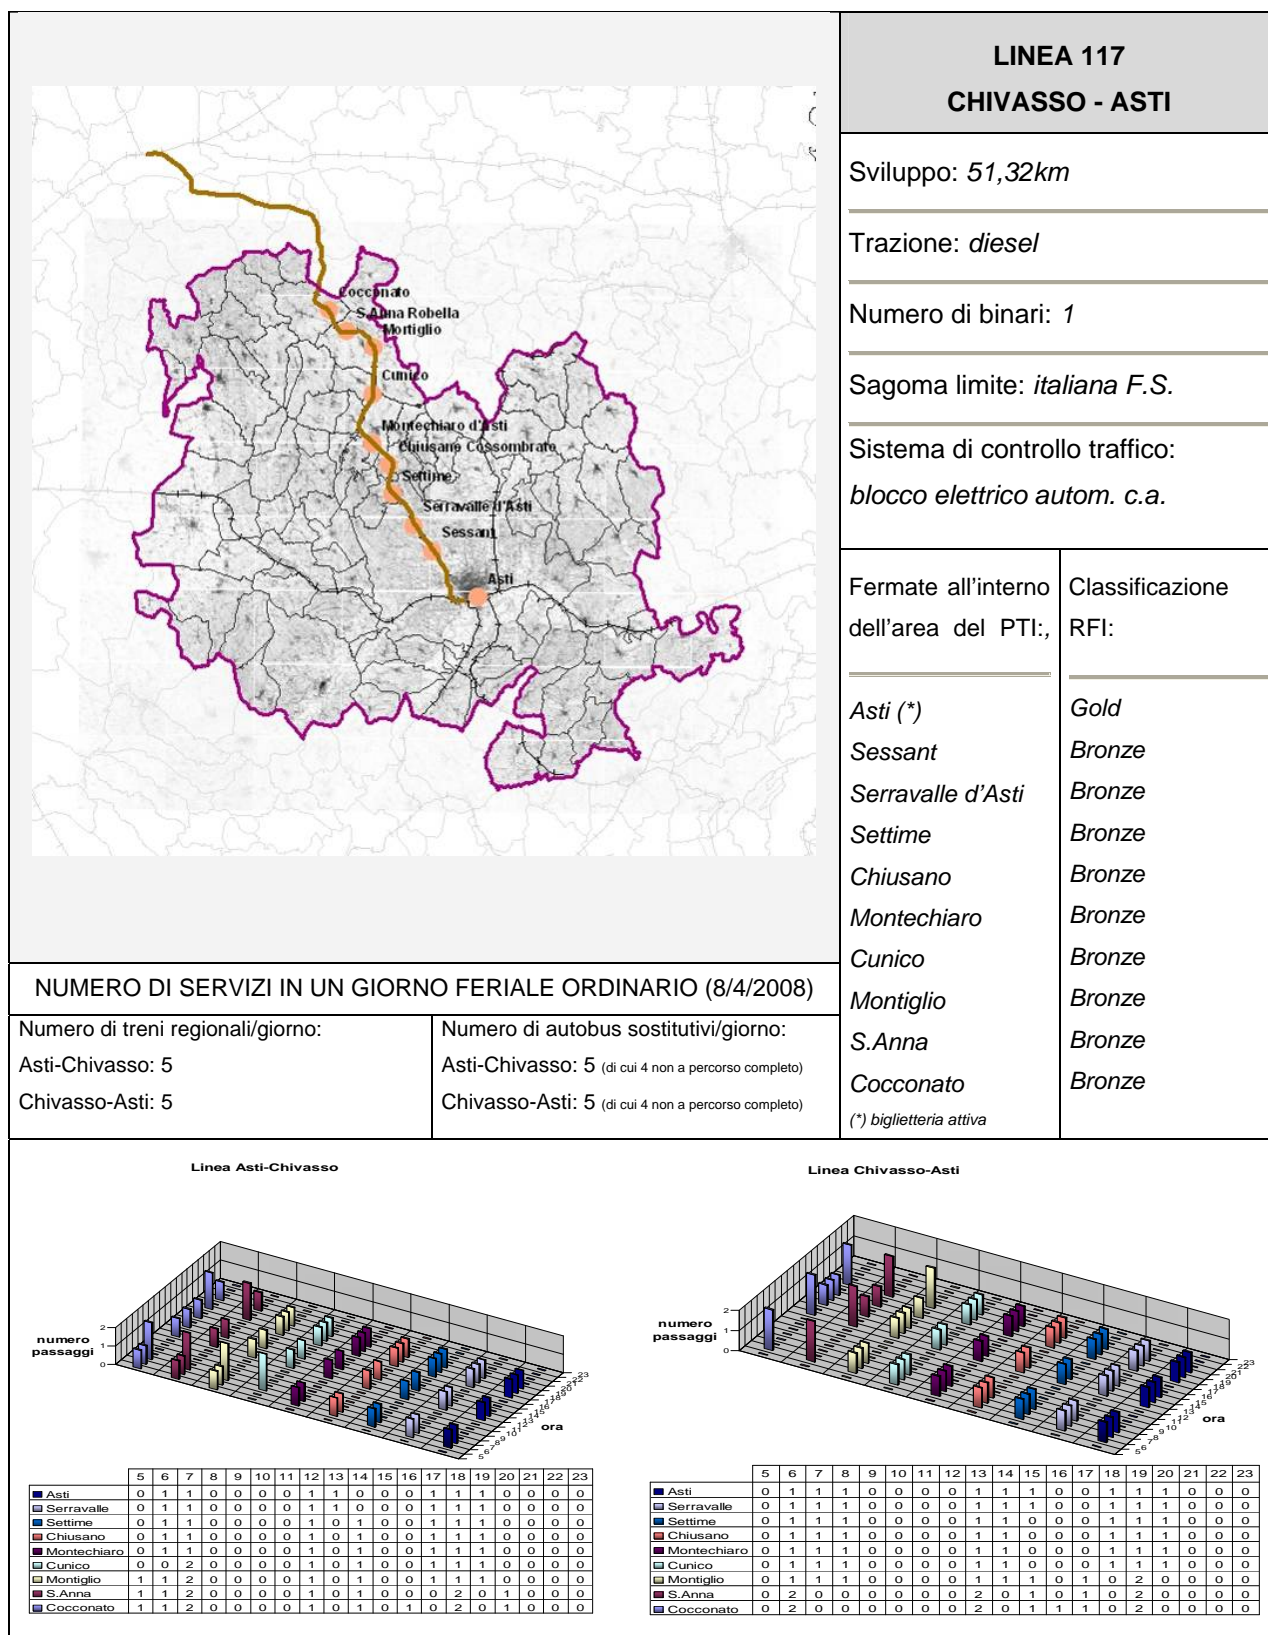 LINEA 117
CHIVASSO - ASTI
Sviluppo: 51,32km
Trazione: diesel
Numero di binari: 1
Sagoma limite: italiana F.S.
Sistema di controllo traffico:
blocco elettrico autom. c.a.
Cocconato
S.Anna Robella
Mortiglio
Cunico
Montechiaro d'Asti
Chiusano Cossombrato
Settime
Serravalle d'Asti
Sessant
Asti
Fermate all'interno dell'area del PTI:,
Classificazione RFI:
Asti (*) Gold
Sessant Bronze
Serravalle d'Asti Bronze
Settime Bronze
Chiusano Bronze
Montechiaro Bronze
Cunico Bronze
Montiglio Bronze
S.Anna Bronze
Cocconato Bronze
(*) biglietteria attiva
NUMERO DI SERVIZI IN UN GIORNO FERIALE ORDINARIO (8/4/2008)
Numero di treni regionali/giorno:
Asti-Chivasso: 5
Chivasso-Asti: 5
Numero di autobus sostitutivi/giorno:
Asti-Chivasso: 5 (di cui 4 non a percorso completo)
Chivasso-Asti: 5 (di cui 4 non a percorso completo)
Linea Asti-Chivasso
numero passaggi
2
1
0
ora
5 6 7 8 9 10 11 12 13 14 15 16 17 18 19 20 21 22 23
Asti 0 1 1 0 0 0 0 1 1 0 0 0 1 1 1 0 0 0 0
Serravalle 0 1 1 0 0 0 0 1 1 0 0 0 1 1 1 0 0 0 0
Settime 0 1 1 0 0 0 0 1 0 1 0 0 1 1 1 0 0 0 0
Chiusano 0 1 1 0 0 0 0 1 0 1 0 0 1 1 1 0 0 0 0
Montechiaro 0 1 1 0 0 0 0 1 0 1 0 0 1 1 1 0 0 0 0
Cunico 0 0 2 0 0 0 0 1 0 1 0 0 1 1 1 0 0 0 0
Montiglio 1 1 2 0 0 0 0 1 0 1 0 0 1 1 1 0 0 0 0
S.Anna 1 1 2 0 0 0 0 1 0 1 0 0 0 2 0 1 0 0 0
Cocconato 1 1 2 0 0 0 0 1 0 1 0 1 0 2 0 1 0 0 0
Linea Chivasso-Asti
numero passaggi
2
1
0
ora
5 6 7 8 9 10 11 12 13 14 15 16 17 18 19 20 21 22 23
Asti 0 1 1 1 0 0 0 0 1 1 1 0 0 1 1 1 0 0 0
Serravalle 0 1 1 1 0 0 0 0 1 1 1 0 0 1 1 1 0 0 0
Settime 0 1 1 1 0 0 0 0 1 1 0 0 0 1 1 1 0 0 0
Chiusano 0 1 1 1 0 0 0 0 1 1 0 0 0 1 1 1 0 0 0
Montechiaro 0 1 1 1 0 0 0 0 1 1 0 0 0 1 1 1 0 0 0
Cunico 0 1 1 1 0 0 0 0 1 1 0 0 0 1 1 1 0 0 0
Montiglio 0 1 1 1 0 0 0 0 1 1 1 0 1 0 2 0 0 0 0
S.Anna 0 2 0 0 0 0 0 0 2 0 1 0 1 0 2 0 0 0 0
Cocconato 0 2 0 0 0 0 0 0 2 0 1 1 1 0 2 0 0 0 0